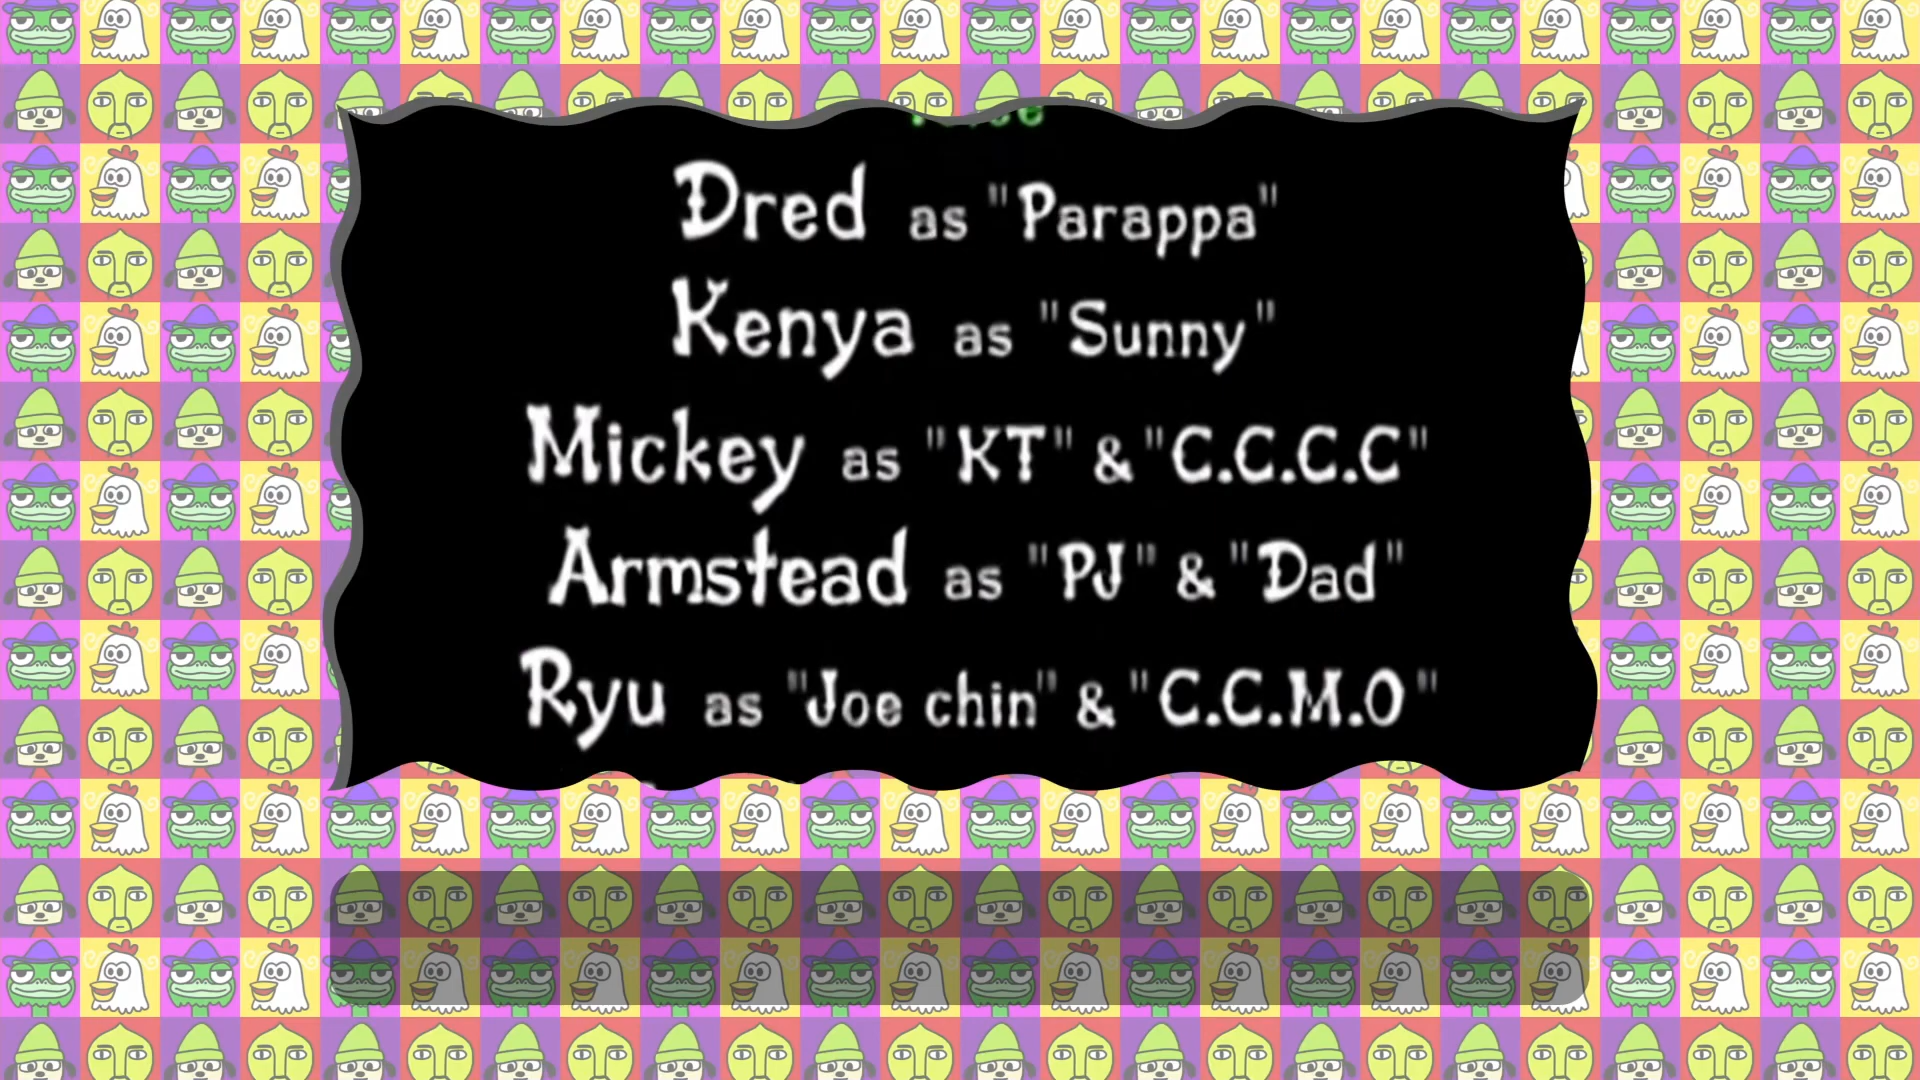 Dred as "Parappa"
Kenya as "Sunny"
Mickey as "KT" & "C.C.C.C"
Armstead as "PJ" & "Dad"
Ryu as "Joe chin" & "C.C.M.O"